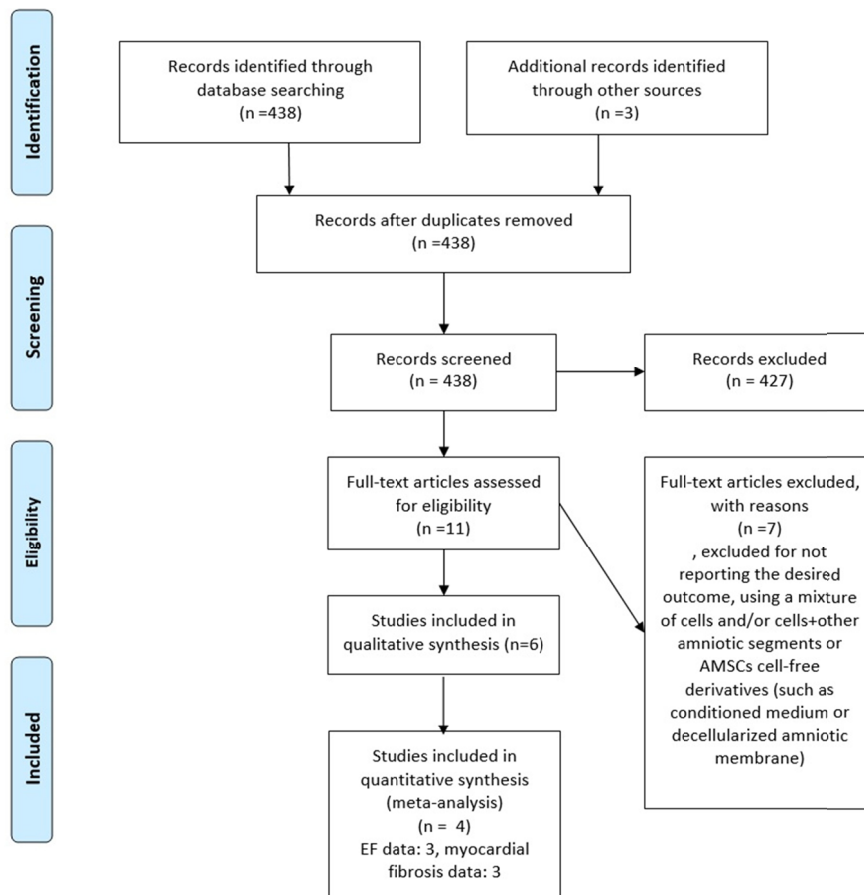 Identification
Records identified through
database searching
(n =438)
Additional records identified
through other sources
(n =3)
Records after duplicates removed
(n =438)
Screening
Records screened
(n = 438)
Records excluded
(n = 427)
Eligibility
Full-text articles assessed
for eligibility
(n =11)
Full-text articles excluded,
with reasons
(n =7)
, excluded for not
reporting the desired
outcome, using a mixture
of cells and/or cells+other
amniotic segments or
AMSCs cell-free
derivatives (such as
conditioned medium or
decellularized amniotic
membrane)
Studies included in
qualitative synthesis (n=6)
Included
Studies included in
quantitative synthesis
(meta-analysis)
(n = 4)
EF data: 3, myocardial
fibrosis data: 3